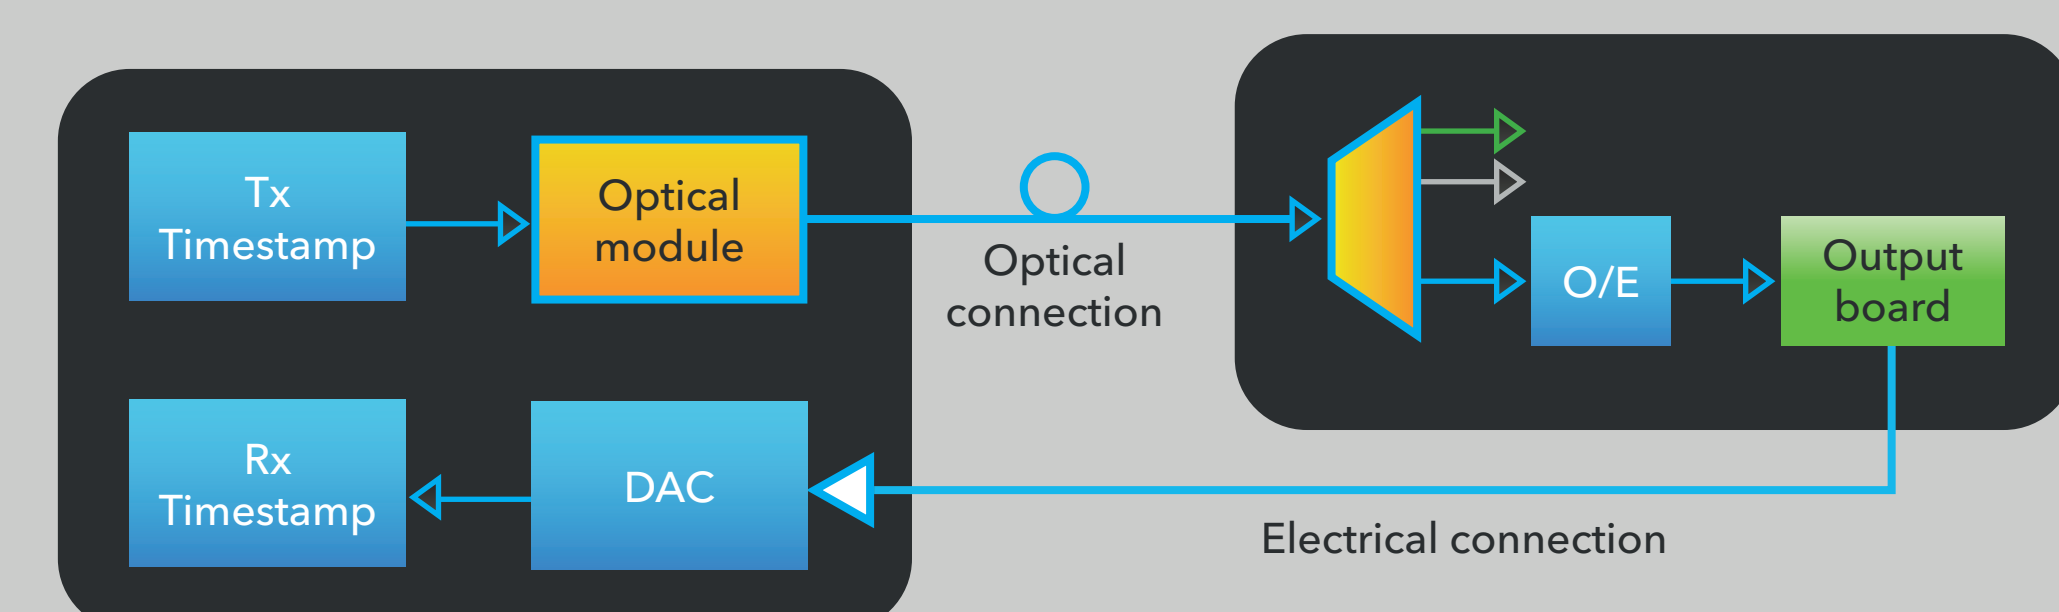 Tx
Timestamp
Optical
module
Optical
connection
O/E
Output
board
Rx
Timestamp
DAC
Electrical connection